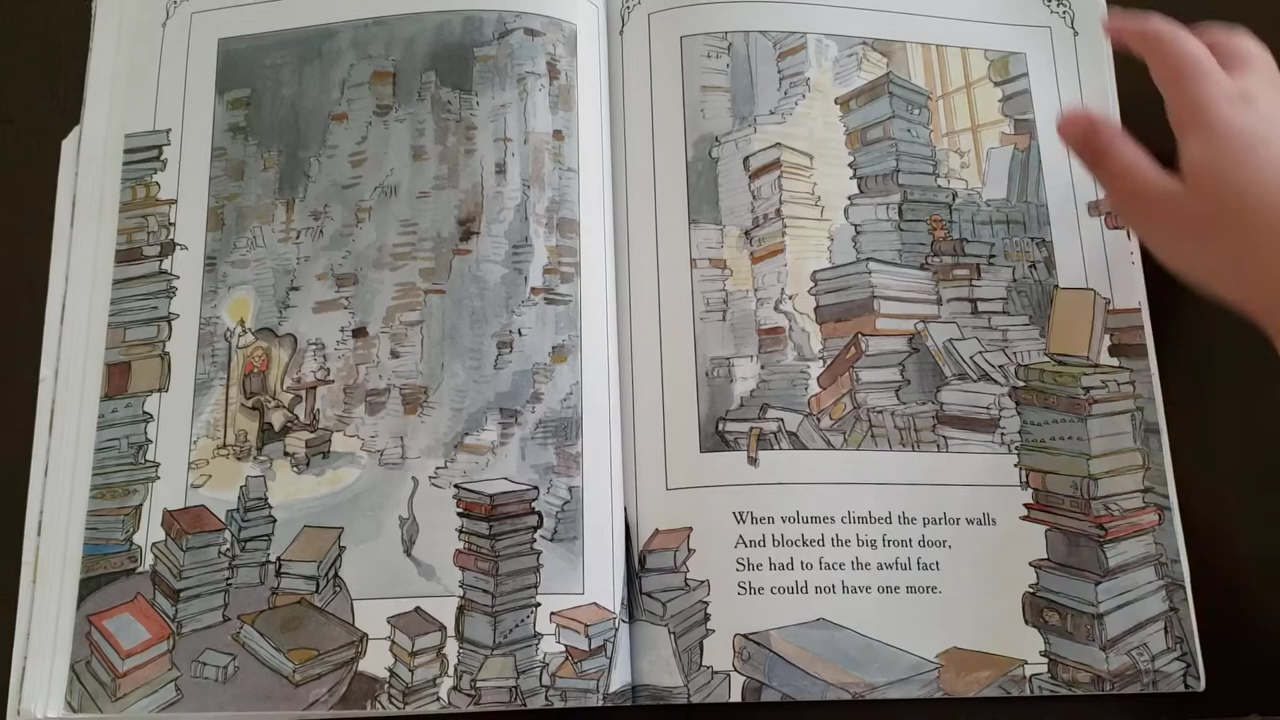 When volumes climbed the parlor walls
And blocked the big front door,
She had to face the awful fact
She could not have one more.